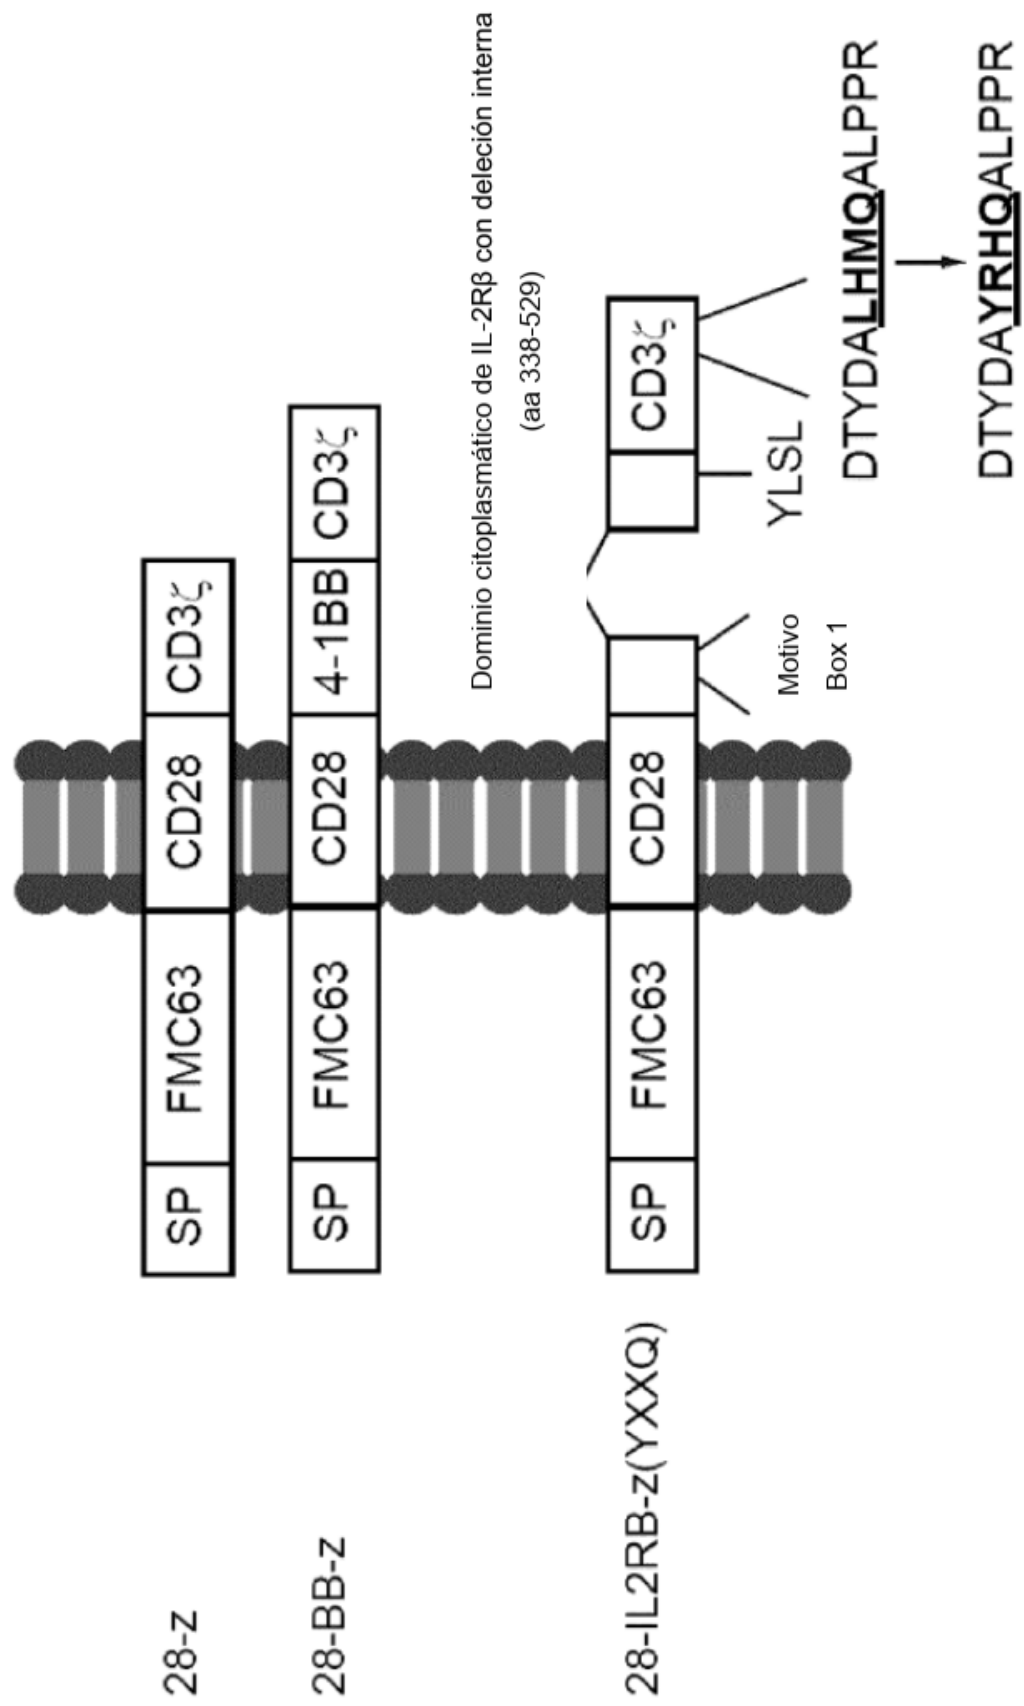 28-z
SP FMC63 CD28 CD3ζ
28-BB-z
SP FMC63 CD28 4-1BB CD3ζ
Dominio citoplasmático de IL-2Rβ con deleción interna
(aa 338-529)
28-IL2RB-z(YXXQ)
SP FMC63 CD28 CD3ζ
Motivo
Box 1
YLSL
DTYDALHMQALPPR
DTYDAYRHQALPPR